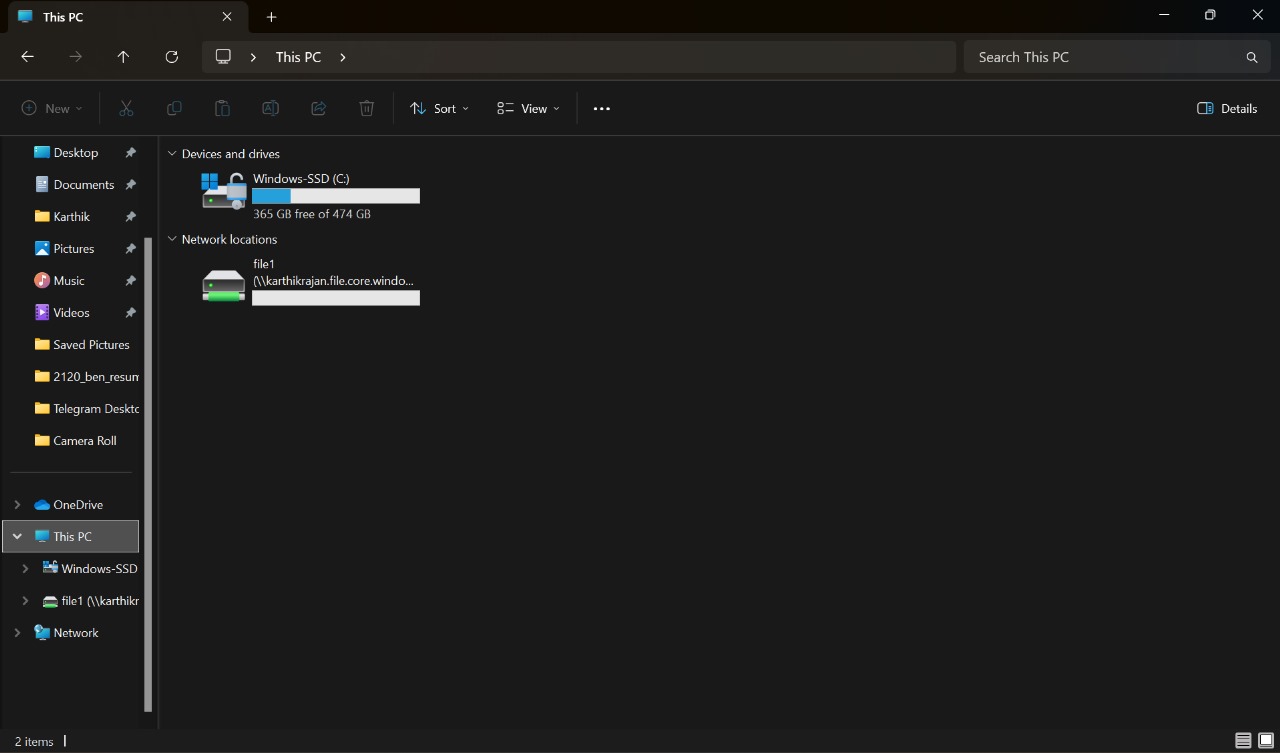 This PC
This PC
Search This PC
New
Sort
View
Details
Desktop
Documents
Karthik
Pictures
Music
Videos
Saved Pictures
2120_ben_resum
Telegram Deskto
Camera Roll
OneDrive
This PC
Windows-SSD
file1 (\\karthikr
Network
Devices and drives
Windows-SSD (C:)
365 GB free of 474 GB
Network locations
file1
(\\karthikrajan.file.core.windo...
2 items